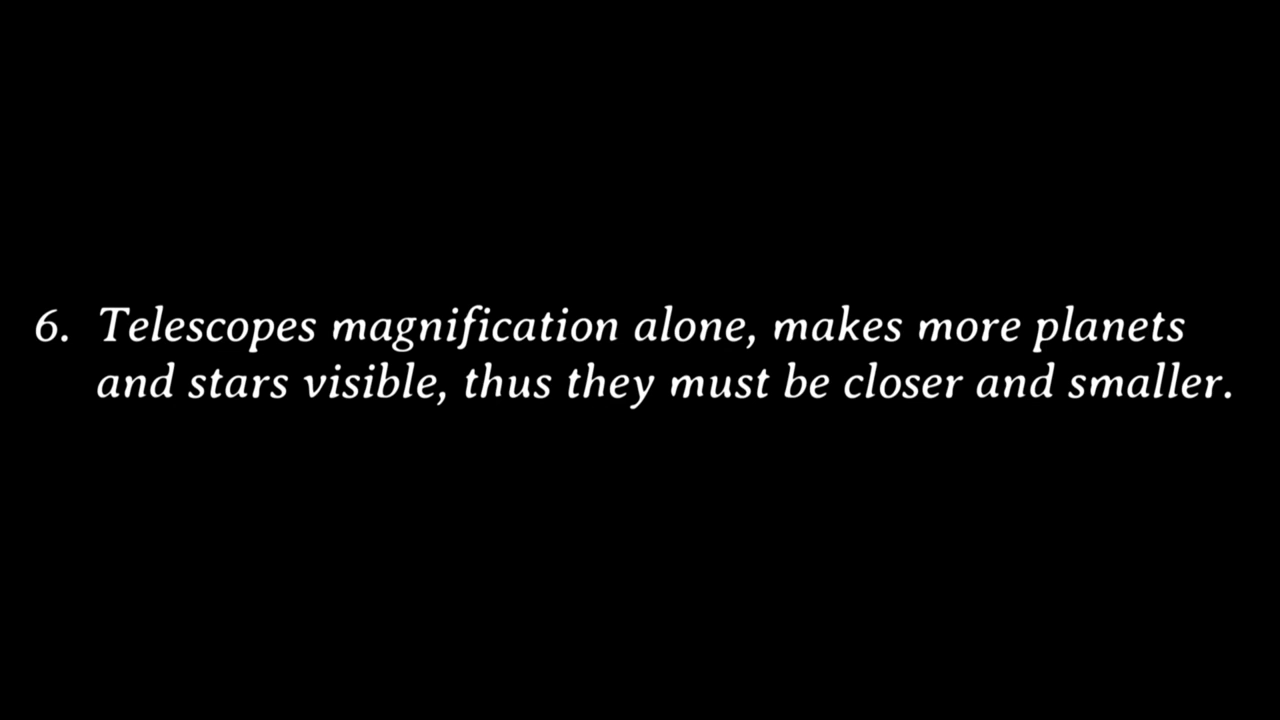 6. Telescopes magnification alone, makes more planets
and stars visible, thus they must be closer and smaller.